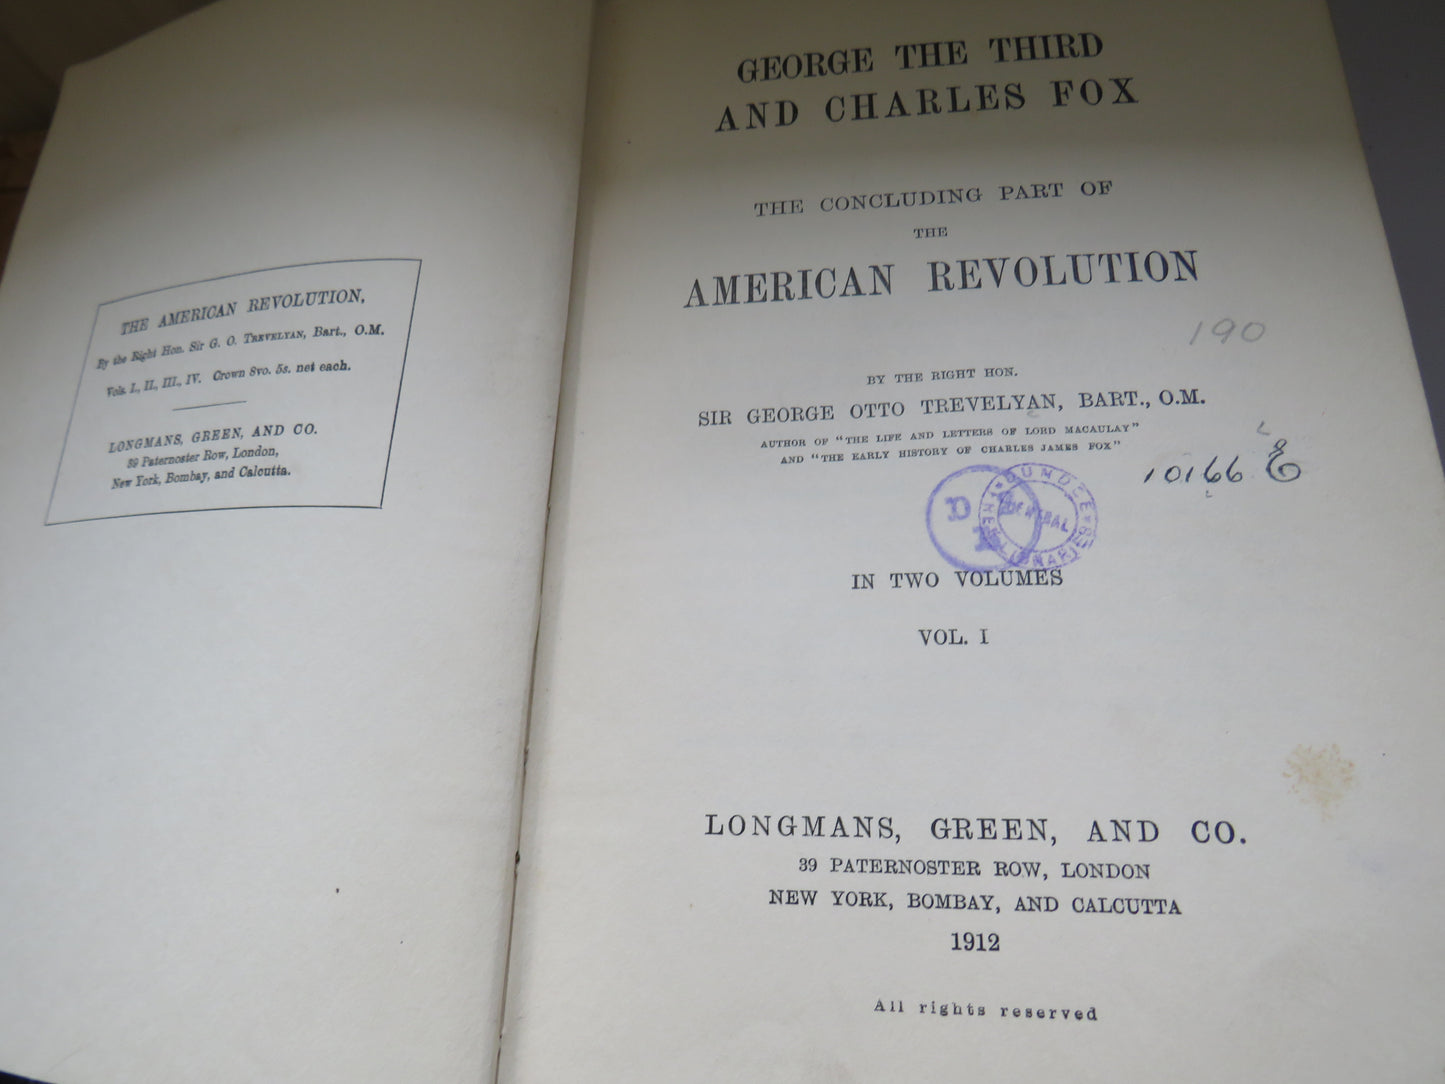 THE AMERICAN REVOLUTION,
By the Right Hon. Sir G. O. TREVELYAN, Bart., O.M.
Vols. I., II., III., IV. Crown 8vo. 5s. net each.
LONGMANS, GREEN, AND CO.
39 Paternoster Row, London,
New York, Bombay, and Calcutta.
GEORGE THE THIRD
AND CHARLES FOX
THE CONCLUDING PART OF
THE
AMERICAN REVOLUTION
190
BY THE RIGHT HON.
SIR GEORGE OTTO TREVELYAN, BART., O.M.
AUTHOR OF "THE LIFE AND LETTERS OF LORD MACAULAY"
AND "THE EARLY HISTORY OF CHARLES JAMES FOX"
10166 E
DUNDEE
IN TWO VOLUMES
VOL. I
LONGMANS, GREEN, AND CO.
39 PATERNOSTER ROW, LONDON
NEW YORK, BOMBAY, AND CALCUTTA
1912
All rights reserved